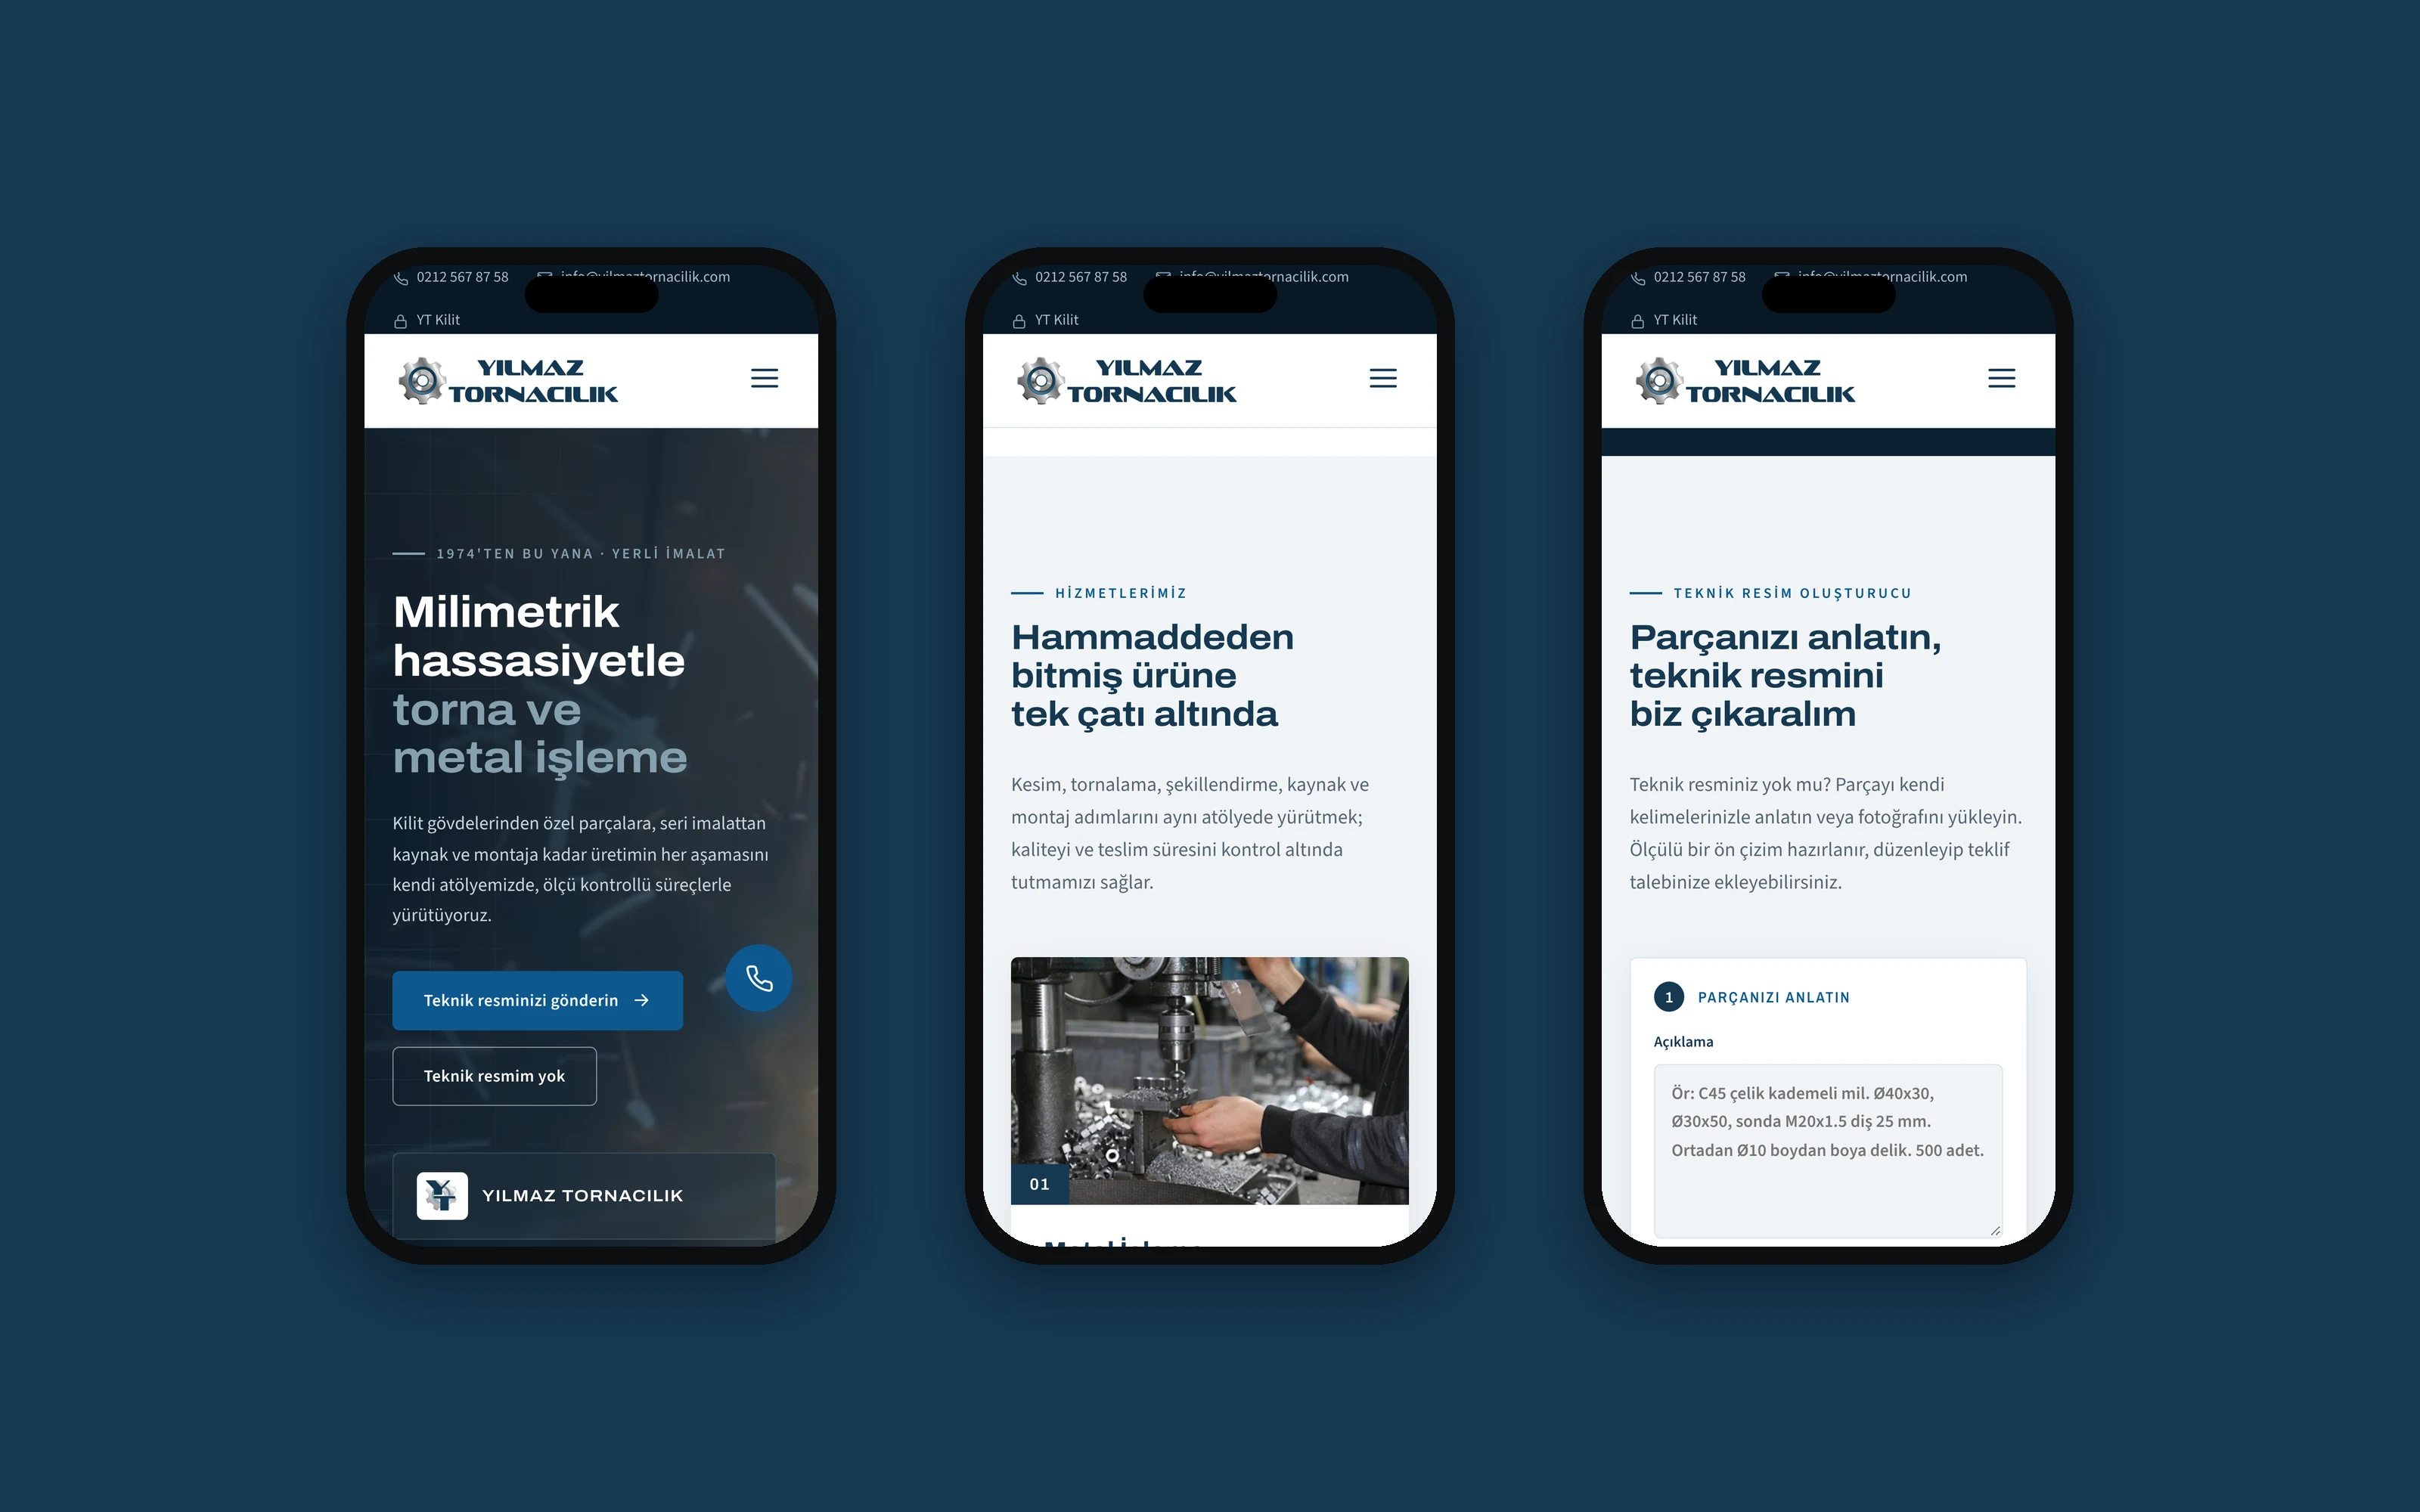 0212 567 87 58
YT Kilit
YILMAZ
TORNACILIK
1974'TEN BU YANA · YERLİ İMALAT
Milimetrik
hassasiyetle
torna ve
metal işleme
Kilit gövdelerinden özel parçalara, seri imalattan
kaynak ve montaja kadar üretimin her aşamasını
kendi atölyemizde, ölçü kontrollü süreçlerle
yürütüyoruz.
Teknik resminizi gönderin
Teknik resmim yok
YT
YILMAZ TORNACILIK
0212 567 87 58
YT Kilit
YILMAZ
TORNACILIK
HİZMETLERİMİZ
Hammaddeden
bitmiş ürüne
tek çatı altında
Kesim, tornalama, şekillendirme, kaynak ve
montaj adımlarını aynı atölyede yürütmek;
kaliteyi ve teslim süresini kontrol altında
tutmamızı sağlar.
01
0212 567 87 58
YT Kilit
YILMAZ
TORNACILIK
TEKNİK RESİM OLUŞTURUCU
Parçanızı anlatın,
teknik resmini
biz çıkaralım
Teknik resminiz yok mu? Parçayı kendi
kelimelerinizle anlatın veya fotoğrafını yükleyin.
Ölçülü bir ön çizim hazırlanır, düzenleyip teklif
talebinize ekleyebilirsiniz.
1 PARÇANIZI ANLATIN
Açıklama
Ör: C45 çelik kademeli mil. Ø40x30,
Ø30x50, sonda M20x1.5 diş 25 mm.
Ortadan Ø10 boydan boya delik. 500 adet.